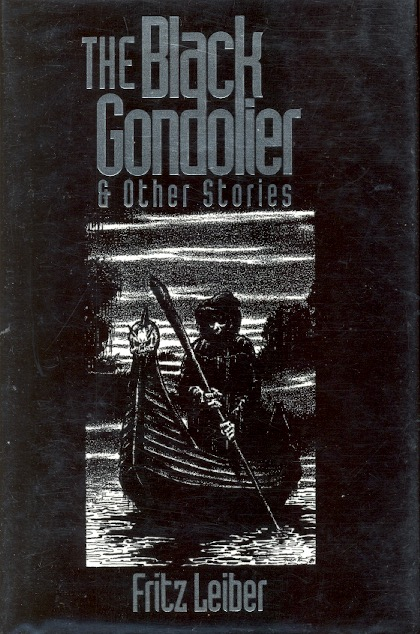 THE Black
Gondolier
& Other Stories
Fritz Leiber